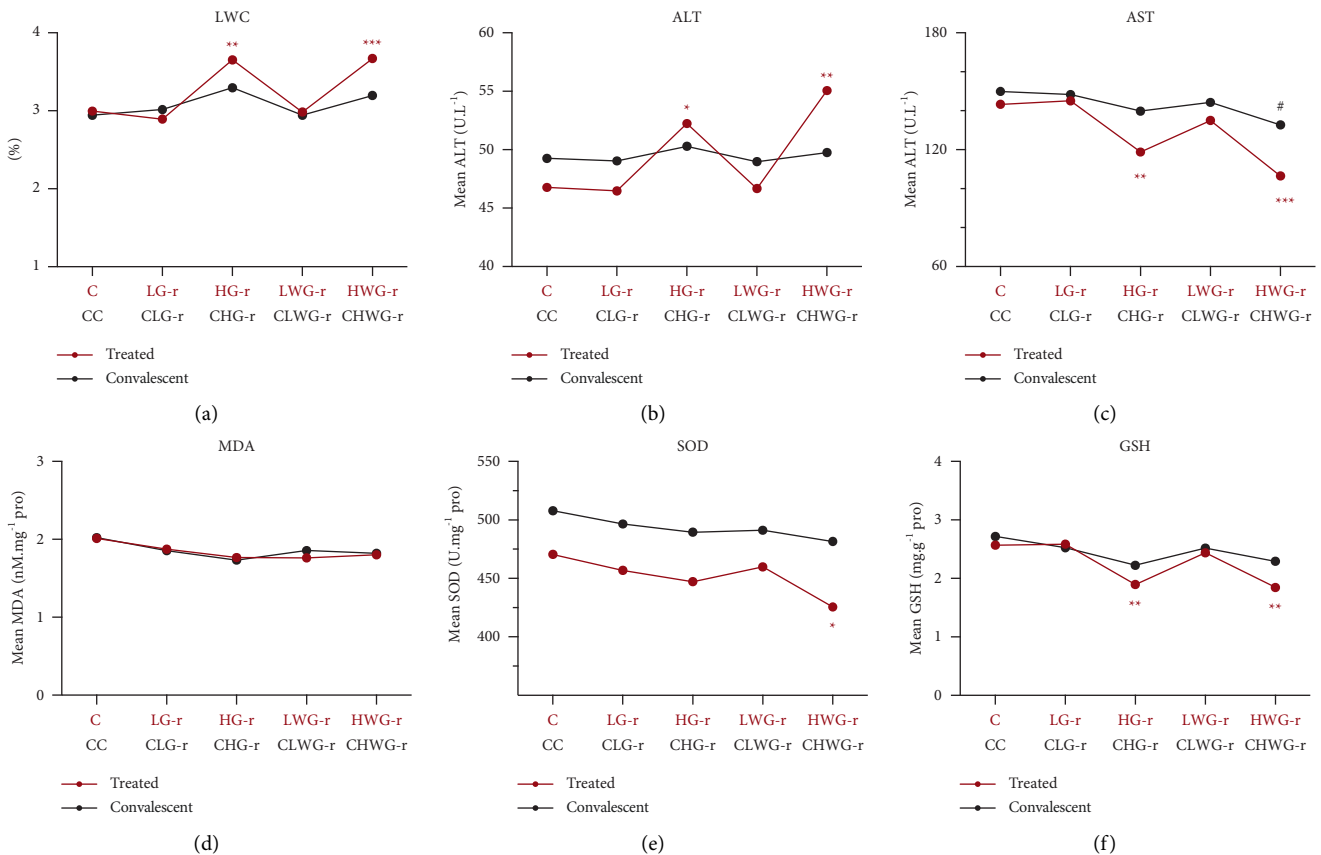 LWC
4
3
2
1
(%)
**
***
C LG-r HG-r LWG-r HWG-r
CC CLG-r CHG-r CLWG-r CHWG-r
Treated
Convalescent
(a)
ALT
60
55
50
45
40
Mean ALT (U.L-1)
*
**
C LG-r HG-r LWG-r HWG-r
CC CLG-r CHG-r CLWG-r CHWG-r
Treated
Convalescent
(b)
AST
180
120
60
Mean ALT (U.L-1)
#
**
***
C LG-r HG-r LWG-r HWG-r
CC CLG-r CHG-r CLWG-r CHWG-r
Treated
Convalescent
(c)
MDA
3
2
1
0
Mean MDA (nM.mg-1 pro)
C LG-r HG-r LWG-r HWG-r
CC CLG-r CHG-r CLWG-r CHWG-r
Treated
Convalescent
(d)
SOD
550
500
450
400
Mean SOD (U.mg-1 pro)
*
C LG-r HG-r LWG-r HWG-r
CC CLG-r CHG-r CLWG-r CHWG-r
Treated
Convalescent
(e)
GSH
4
3
2
1
0
Mean GSH (mg.g-1 pro)
**
**
C LG-r HG-r LWG-r HWG-r
CC CLG-r CHG-r CLWG-r CHWG-r
Treated
Convalescent
(f)